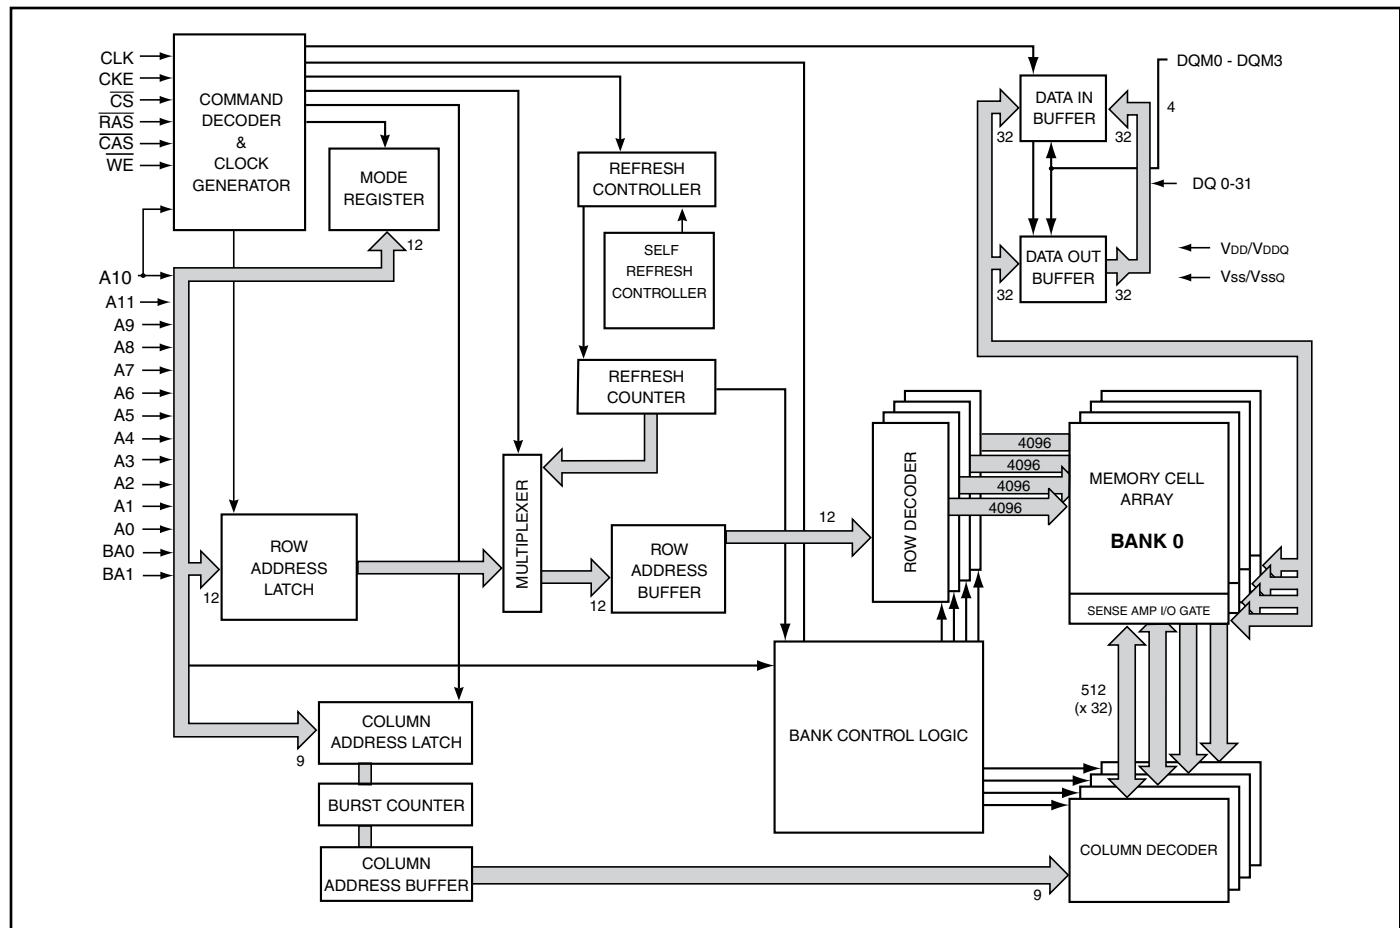 CLK
CKE
CS
RAS
CAS
WE
A10
A11
A9
A8
A7
A6
A5
A4
A3
A2
A1
A0
BA0
BA1
COMMAND
DECODER
&
CLOCK
GENERATOR
MODE
REGISTER
12
REFRESH
CONTROLLER
SELF
REFRESH
CONTROLLER
REFRESH
COUNTER
DATA IN
BUFFER
32
32
DQM0 - DQM3
4
DQ 0-31
DATA OUT
BUFFER
32
32
VDD/VDDQ
VSS/VSSQ
ROW
ADDRESS
LATCH
12
MULTIPLEXER
12
ROW
ADDRESS
BUFFER
12
ROW DECODER
4096
4096
4096
4096
MEMORY CELL
ARRAY
BANK 0
SENSE AMP I/O GATE
512
(x 32)
BANK CONTROL LOGIC
COLUMN
ADDRESS LATCH
9
BURST COUNTER
COLUMN
ADDRESS BUFFER
9
COLUMN DECODER